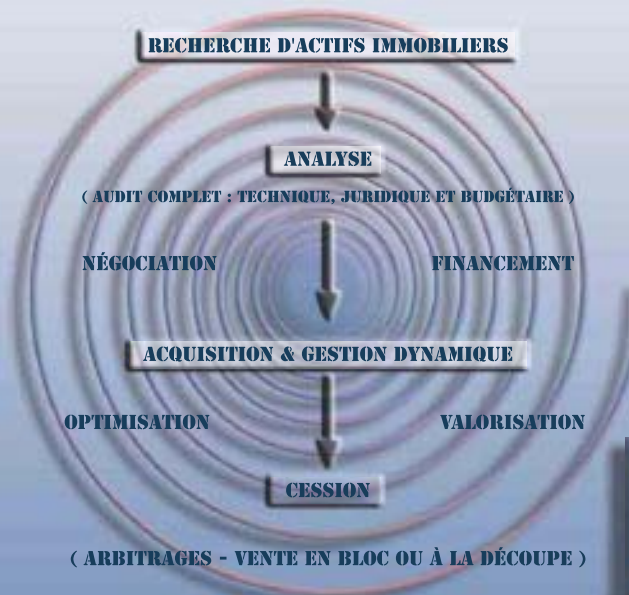 RECHERCHE D'ACTIFS IMMOBILIERS
ANALYSE
( AUDIT COMPLET : TECHNIQUE, JURIDIQUE ET BUDGÉTAIRE )
NÉGOCIATION
FINANCEMENT
ACQUISITION & GESTION DYNAMIQUE
OPTIMISATION
VALORISATION
CESSION
( ARBITRAGES - VENTE EN BLOC OU À LA DÉCOUPE )